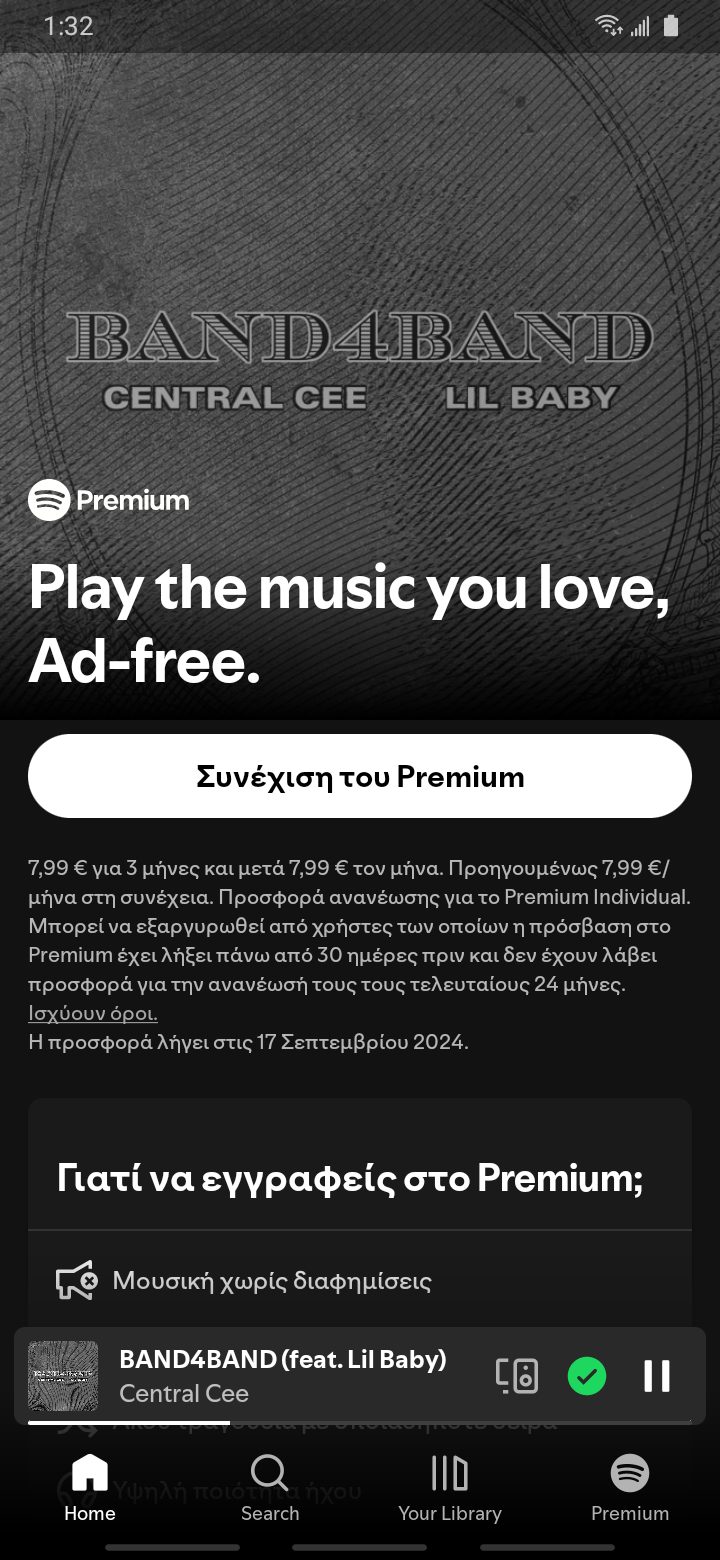 1:32
BAND4BAND
CENTRAL CEE LIL BABY
Premium
Play the music you love,
Ad-free.
Συνέχιση του Premium
7,99 € για 3 μήνες και μετά 7,99 € τον μήνα. Προηγουμένως 7,99 €/
μήνα στη συνέχεια. Προσφορά ανανέωσης για το Premium Individual.
Μπορεί να εξαργυρωθεί από χρήστες των οποίων η πρόσβαση στο
Premium έχει λήξει πάνω από 30 ημέρες πριν και δεν έχουν λάβει
προσφορά για την ανανέωσή τους τους τελευταίους 24 μήνες.
Ισχύουν όροι.
Η προσφορά λήγει στις 17 Σεπτεμβρίου 2024.
Γιατί να εγγραφείς στο Premium;
Μουσική χωρίς διαφημίσεις
BAND4BAND (feat. Lil Baby)
Central Cee
Υψηλή ποιότητα ήχου
Home
Search
Your Library
Premium